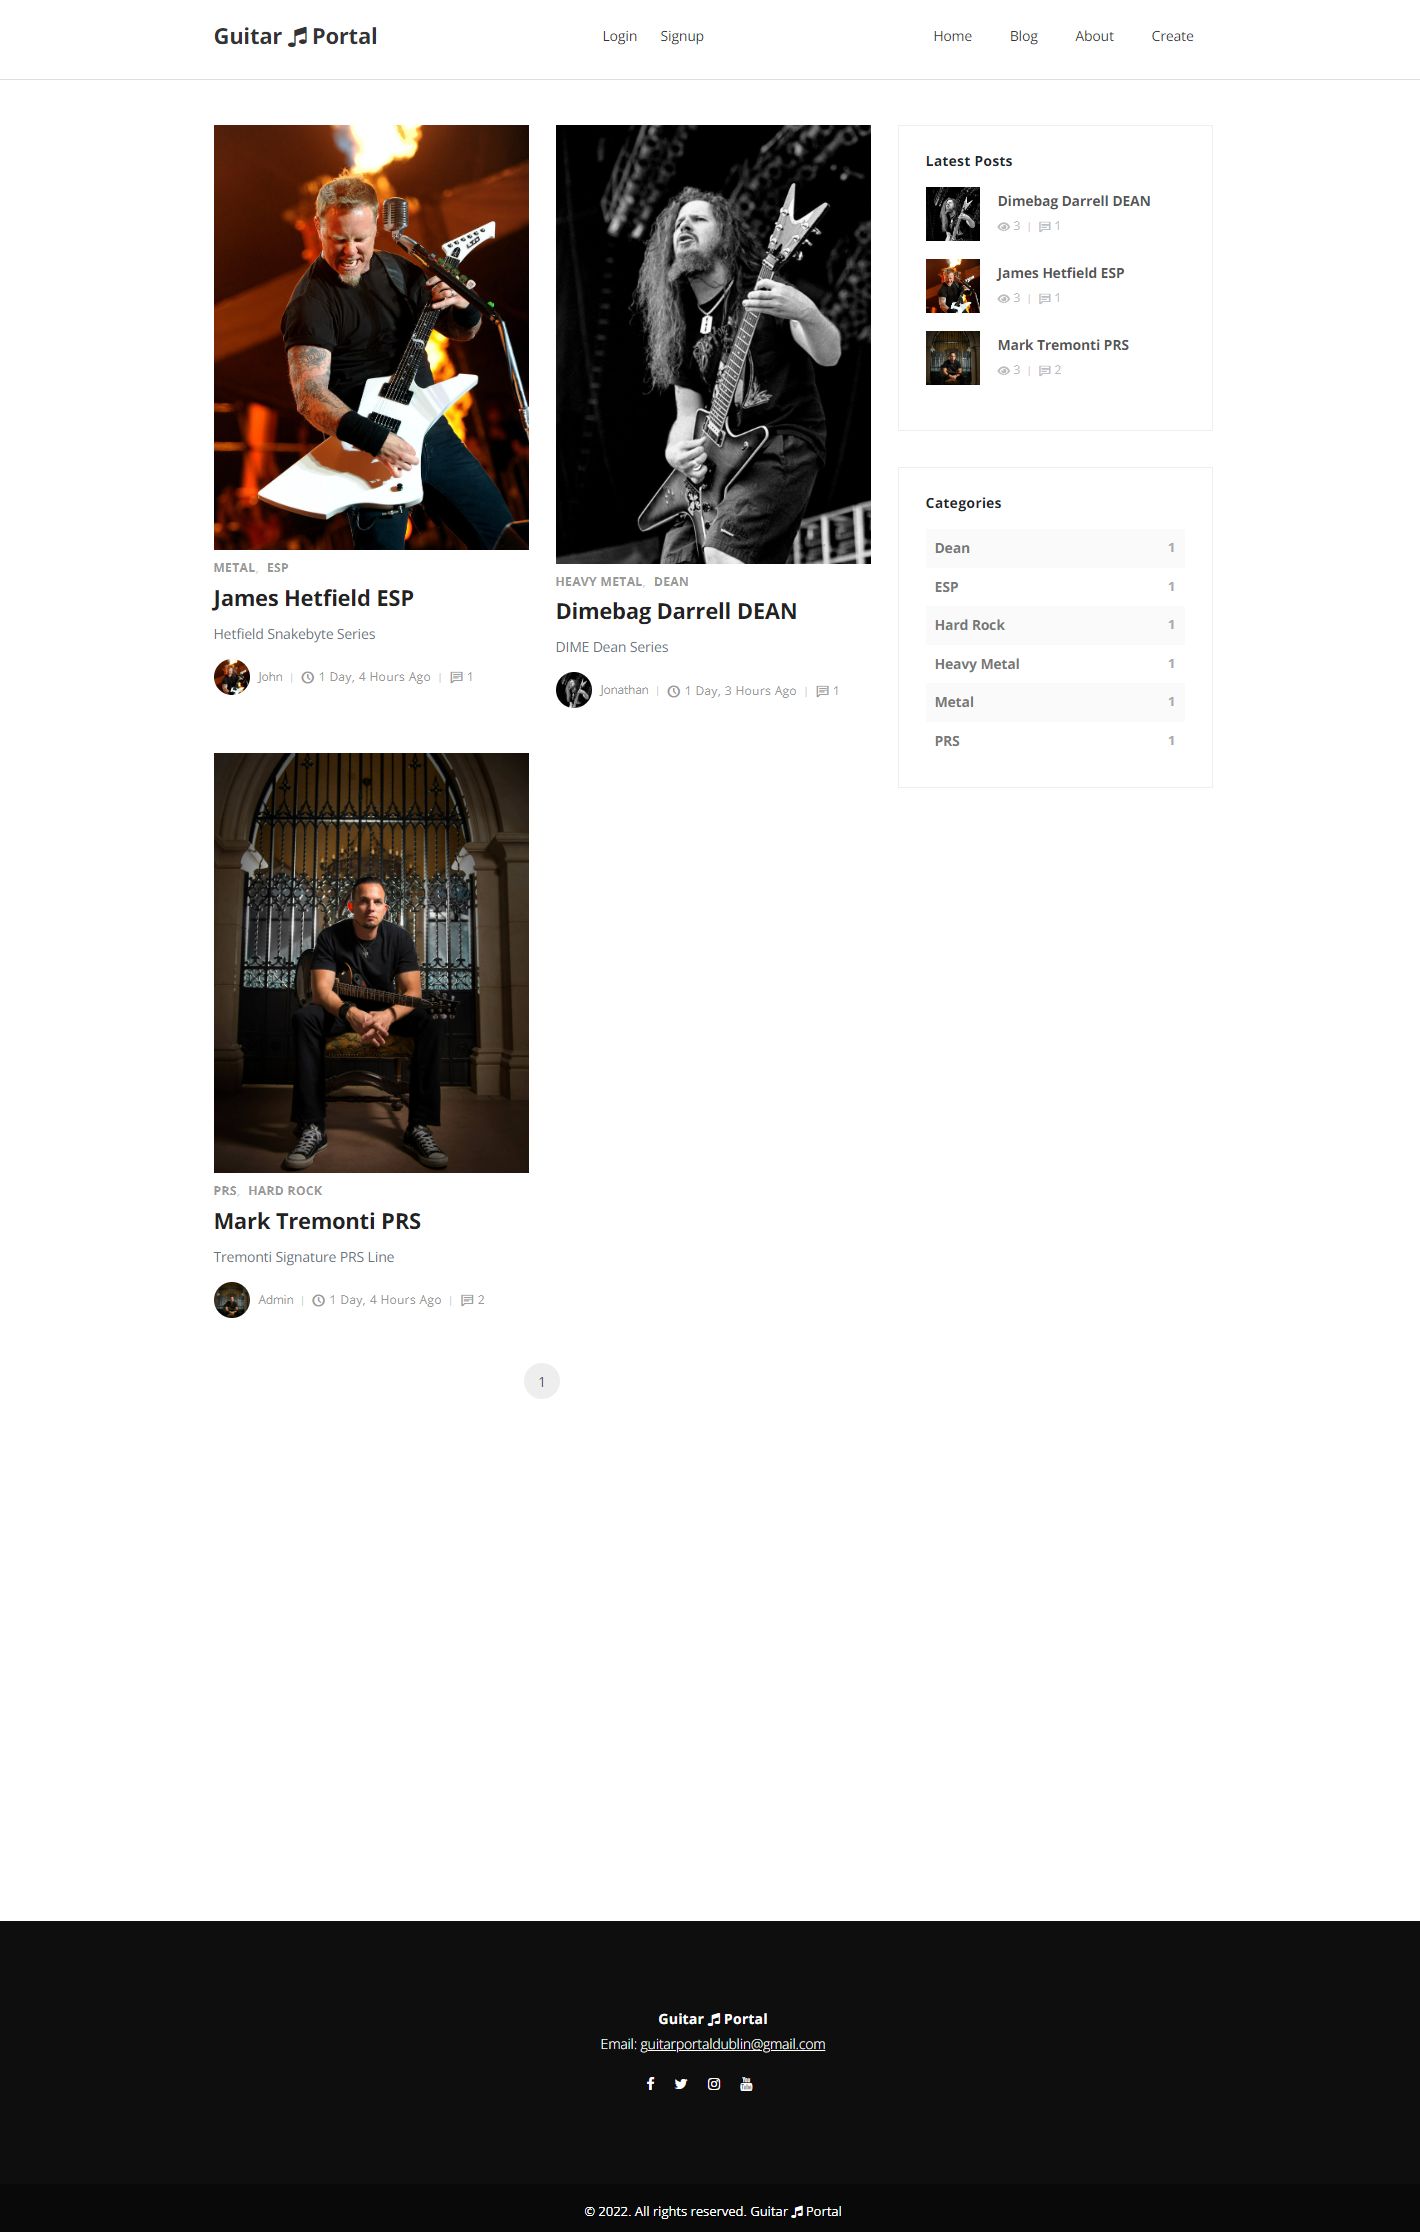 Guitar Portal
Login Signup
Home Blog About Create
METAL, ESP
James Hetfield ESP
Hetfield Snakebyte Series
John | 1 Day, 4 Hours Ago | 1
HEAVY METAL, DEAN
Dimebag Darrell DEAN
DIME Dean Series
Jonathan | 1 Day, 3 Hours Ago | 1
PRS, HARD ROCK
Mark Tremonti PRS
Tremonti Signature PRS Line
Admin | 1 Day, 4 Hours Ago | 2
1
Latest Posts
Dimebag Darrell DEAN
3 | 1
James Hetfield ESP
3 | 1
Mark Tremonti PRS
3 | 2
Categories
Dean 1
ESP 1
Hard Rock 1
Heavy Metal 1
Metal 1
PRS 1
Guitar Portal
Email: guitarportaldublin@gmail.com
© 2022. All rights reserved. Guitar Portal